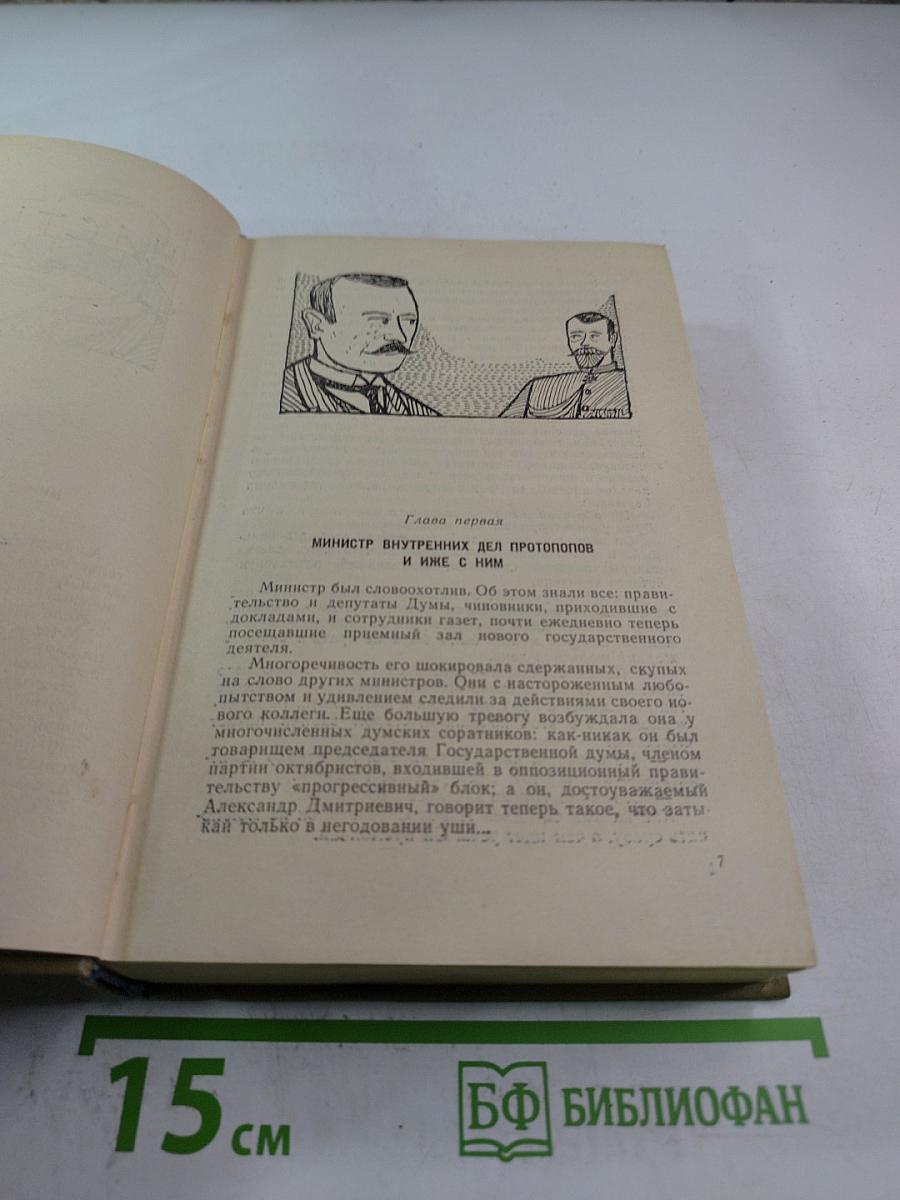 Глава первая
МИНИСТР ВНУТРЕННИХ ДЕЛ ПРОТОПОПОВ
И ИЖЕ С НИМ
Министр был словоохотлив. Об этом знали все: прави-
тельство и депутаты Думы, чиновники, приходившие с
докладами, и сотрудники газет, почти ежедневно теперь
посещавшие приемный зал нового государственного
деятеля.
Многоречивость его шокировала сдержанных, скупых
на слово других министров. Они с настороженным любо-
пытством и удивлением следили за действиями своего но-
вого коллеги. Еще большую тревогу возбуждала она у
многочисленных думских соратников: как-никак он был
товарищем председателя Государственной думы, членом
партии октябристов, входившей в оппозиционный прави-
тельству «прогрессивный» блок; а он, достоуважаемый
Александр Дмитриевич, говорит теперь такое, что заты-
кай только в негодовании уши...
7
15 см
БФ БИБЛИОФАН